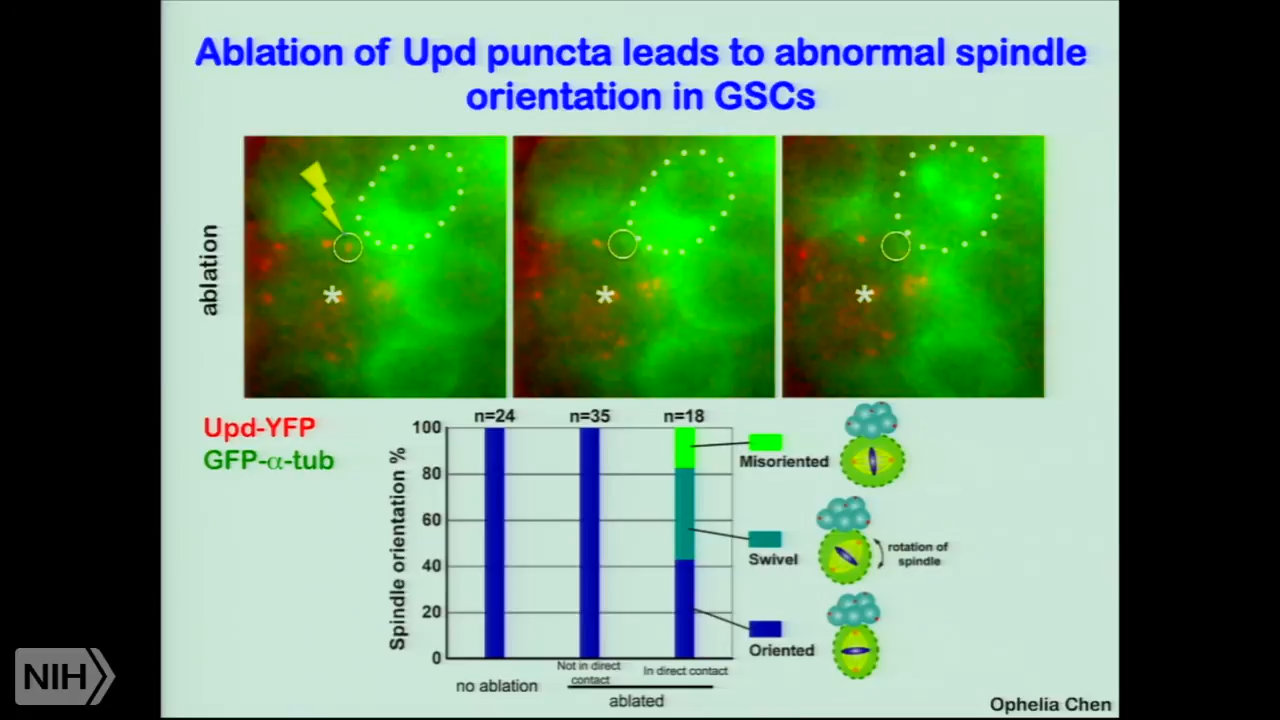 Ablation of Upd puncta leads to abnormal spindle
orientation in GSCs
ablation
*
*
*
Upd-YFP
GFP-α-tub
n=24
n=35
n=18
Spindle orientation %
100
80
60
40
20
0
no ablation
Not in direct
contact
In direct contact
ablated
Misoriented
Swivel
rotation of
spindle
Oriented
NIH
Ophelia Chen